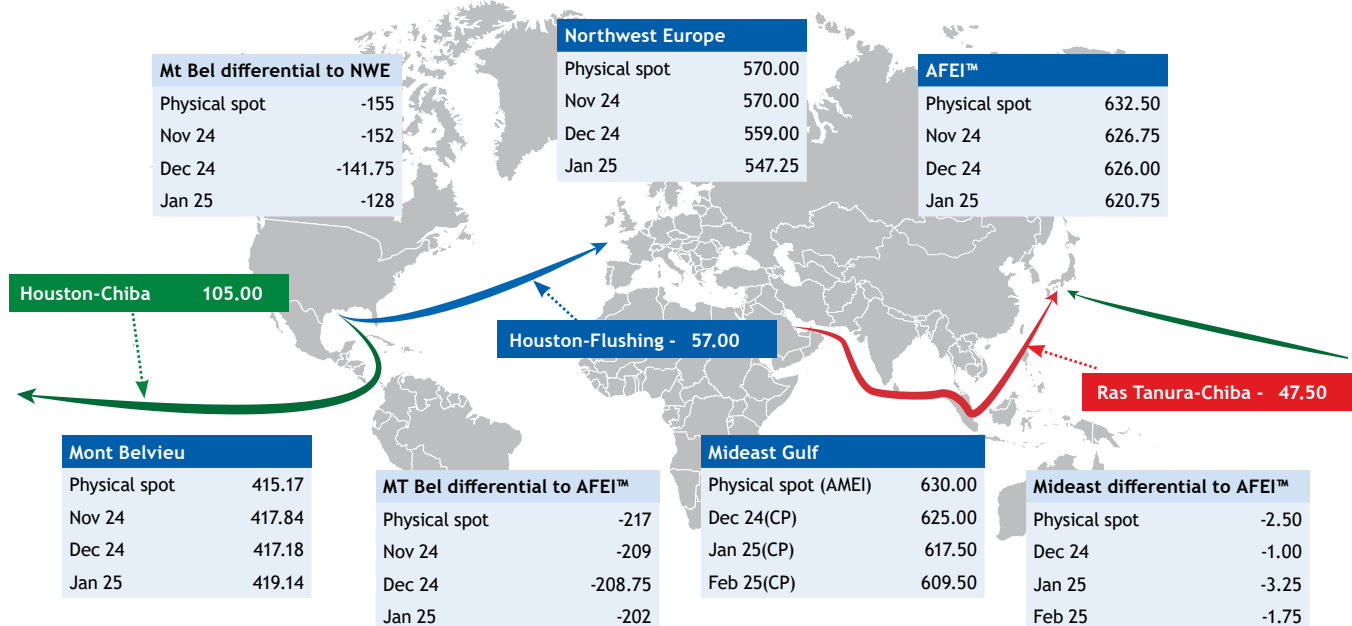 Mt Bel differential to NWE
Physical spot -155
Nov 24 -152
Dec 24 -141.75
Jan 25 -128
Northwest Europe
Physical spot 570.00
Nov 24 570.00
Dec 24 559.00
Jan 25 547.25
AFEI™
Physical spot 632.50
Nov 24 626.75
Dec 24 626.00
Jan 25 620.75
Houston-Chiba 105.00
Houston-Flushing - 57.00
Ras Tanura-Chiba - 47.50
Mont Belvieu
Physical spot 415.17
Nov 24 417.84
Dec 24 417.18
Jan 25 419.14
MT Bel differential to AFEI™
Physical spot -217
Nov 24 -209
Dec 24 -208.75
Jan 25 -202
Mideast Gulf
Physical spot (AMEI) 630.00
Dec 24(CP) 625.00
Jan 25(CP) 617.50
Feb 25(CP) 609.50
Mideast differential to AFEI™
Physical spot -2.50
Dec 24 -1.00
Jan 25 -3.25
Feb 25 -1.75